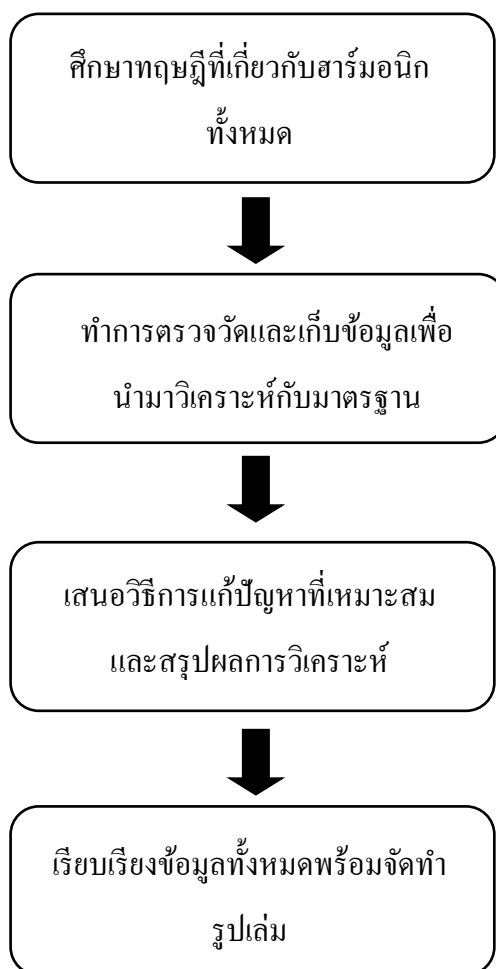 ศึกษาทฤษฎีที่เกี่ยวกับฮาร์มอนิก
ทั้งหมด
ทำการตรวจวัดและเก็บข้อมูลเพื่อ
นำมาวิเคราะห์กับมาตรฐาน
เสนอวิธีการแก้ปัญหาที่เหมาะสม
และสรุปผลการวิเคราะห์
เรียบเรียงข้อมูลทั้งหมดพร้อมจัดทำ
รูปเล่ม